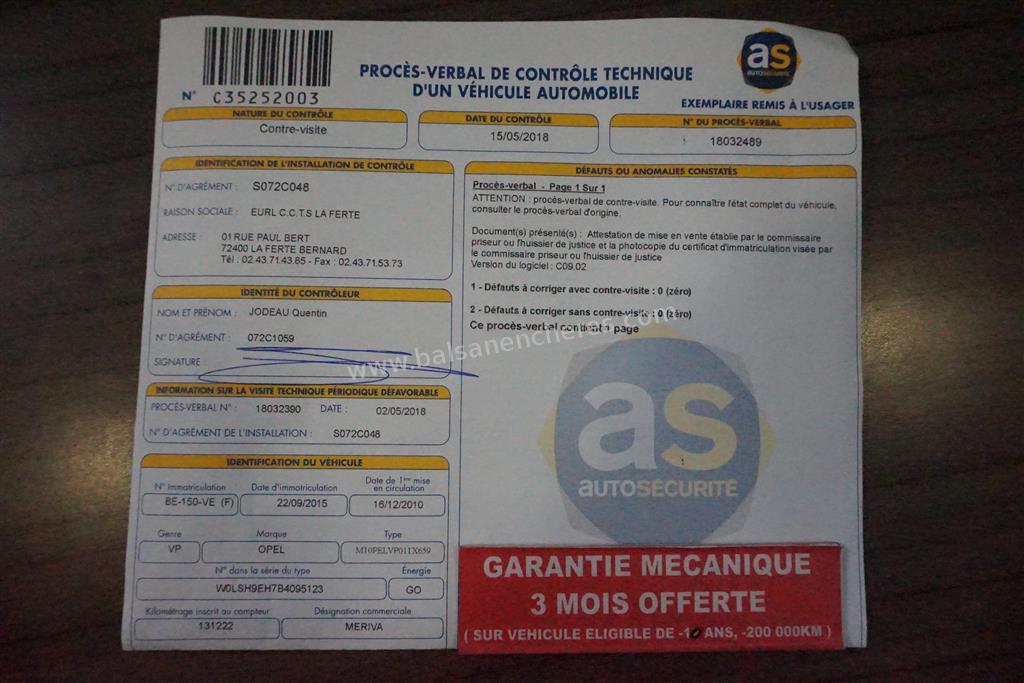 N° C35252003
PROCÈS-VERBAL DE CONTRÔLE TECHNIQUE
D'UN VÉHICULE AUTOMOBILE
as
AUTOSÉCURITÉ
EXEMPLAIRE REMIS À L'USAGER
NATURE DU CONTRÔLE
Contre-visite
DATE DU CONTRÔLE
15/05/2018
N° DU PROCÈS-VERBAL
18032489
IDENTIFICATION DE L'INSTALLATION DE CONTRÔLE
N° D'AGRÉMENT : S072C048
RAISON SOCIALE : EURL C.C.T.S LA FERTE
ADRESSE : 01 RUE PAUL BERT
72400 LA FERTE BERNARD
Tél : 02.43.71.43.85 - Fax : 02.43.71.53.73
IDENTITÉ DU CONTRÔLEUR
NOM ET PRÉNOM : JODEAU Quentin
N° D'AGRÉMENT : 072C1059
SIGNATURE
INFORMATION SUR LA VISITE TECHNIQUE PÉRIODIQUE DÉFAVORABLE
PROCÈS-VERBAL N° : 18032390 DATE : 02/05/2018
N° D'AGRÉMENT DE L'INSTALLATION : S072C048
IDENTIFICATION DU VÉHICULE
N° Immatriculation Date d'immatriculation Date de 1ère mise en circulation
BE-150-VE (F) 22/09/2015 16/12/2010
Genre Marque Type
VP OPEL M10PELVP011X659
N° dans la série du type Énergie
W0LSH9EH7B4095123 GO
Kilométrage inscrit au compteur Désignation commerciale
131222 MERIVA
DÉFAUTS OU ANOMALIES CONSTATÉS
Procès-verbal - Page 1 Sur 1
ATTENTION : procès-verbal de contre-visite. Pour connaître l'état complet du véhicule,
consulter le procès-verbal d'origine.
Document(s) présenté(s) : Attestation de mise en vente établie par le commissaire
priseur ou l'huissier de justice et la photocopie du certificat d'immatriculation visée par
le commissaire priseur ou l'huissier de justice
Version du logiciel : C09.02
1 - Défauts à corriger avec contre-visite : 0 (zéro)
2 - Défauts à corriger sans contre-visite : 0 (zéro)
Ce procès-verbal contient 1 page
www.balsanencheres.com
as
AUTOSÉCURITÉ
GARANTIE MECANIQUE
3 MOIS OFFERTE
( SUR VEHICULE ELIGIBLE DE -10 ANS, -200 000KM )